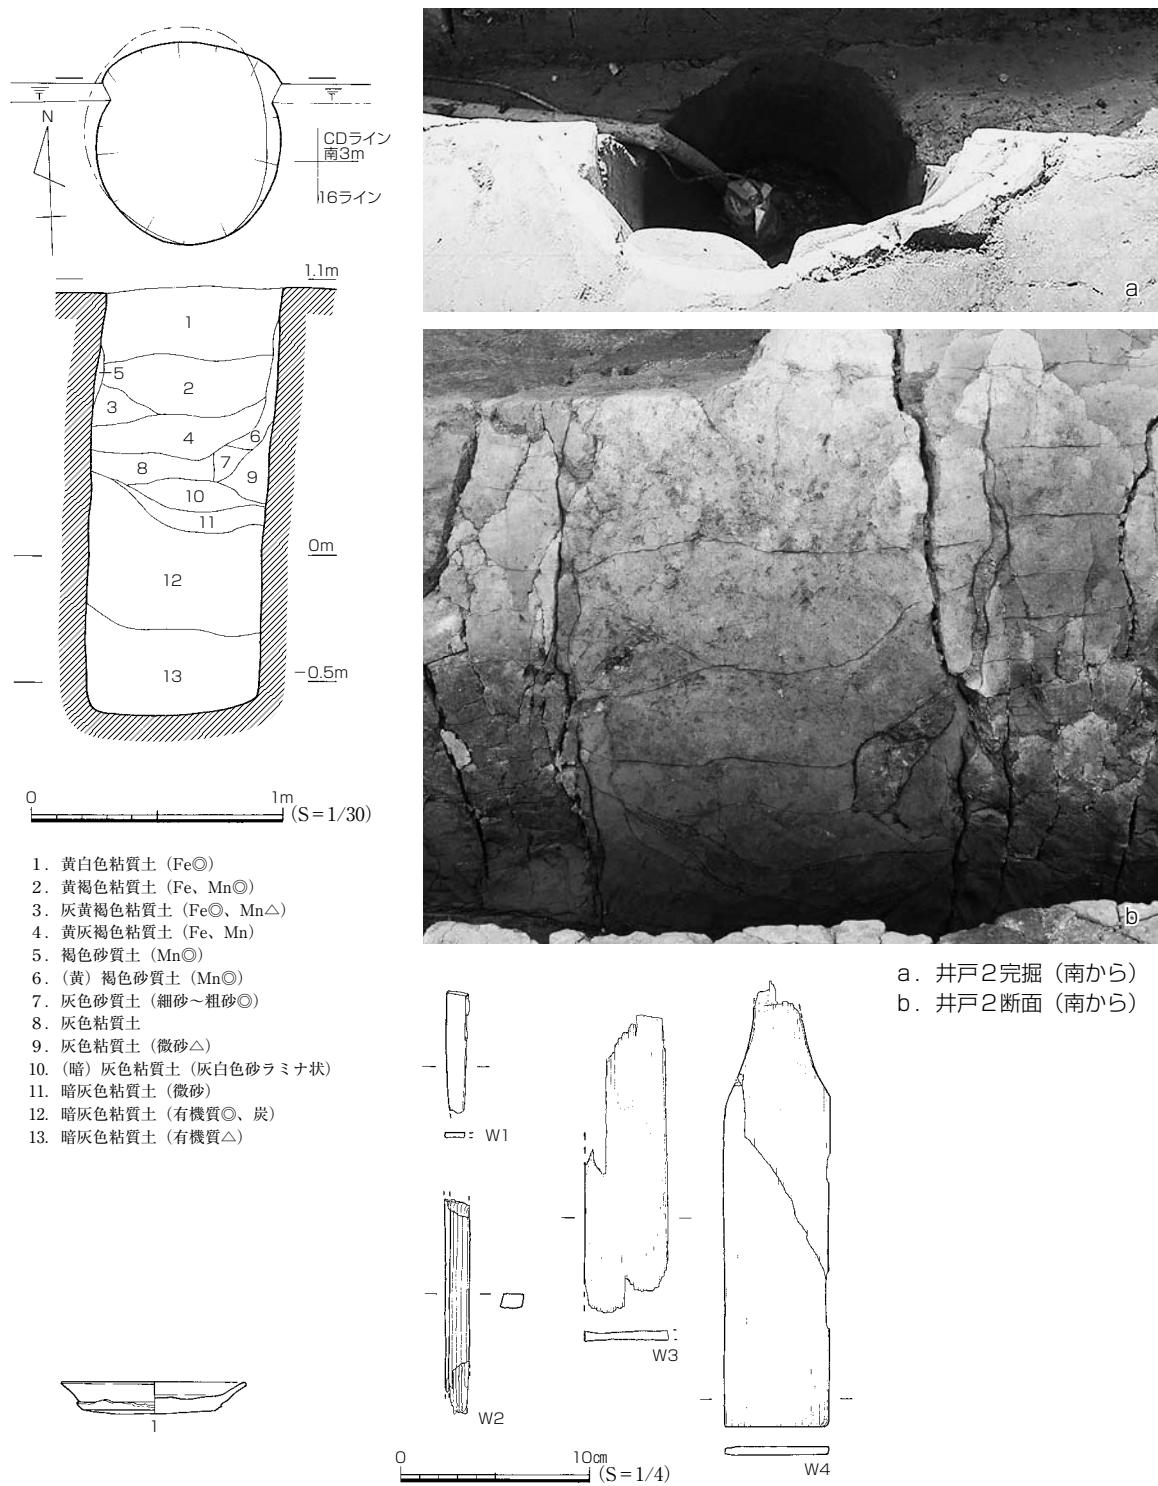 N
CDライン
南3m
16ライン
1.1m
1
5
2
3
4
6
7
8
9
10
11
0m
12
13
−0.5m
0 1m
(S=1/30)
1. 黄白色粘質土（Fe◎）
2. 黄褐色粘質土（Fe、Mn◎）
3. 灰黄褐色粘質土（Fe◎、Mn△）
4. 黄灰褐色粘質土（Fe、Mn）
5. 褐色砂質土（Mn◎）
6.（黄）褐色砂質土（Mn◎）
7. 灰色砂質土（細砂～粗砂◎）
8. 灰色粘質土
9. 灰色粘質土（微砂△）
10.（暗）灰色粘質土（灰白色砂ラミナ状）
11. 暗灰色粘質土（微砂）
12. 暗灰色粘質土（有機質◎、炭）
13. 暗灰色粘質土（有機質△）
a
b
a．井戸２完掘（南から）
b．井戸２断面（南から）
W1
W2
W3
W4
1
0 10㎝
(S=1/4)